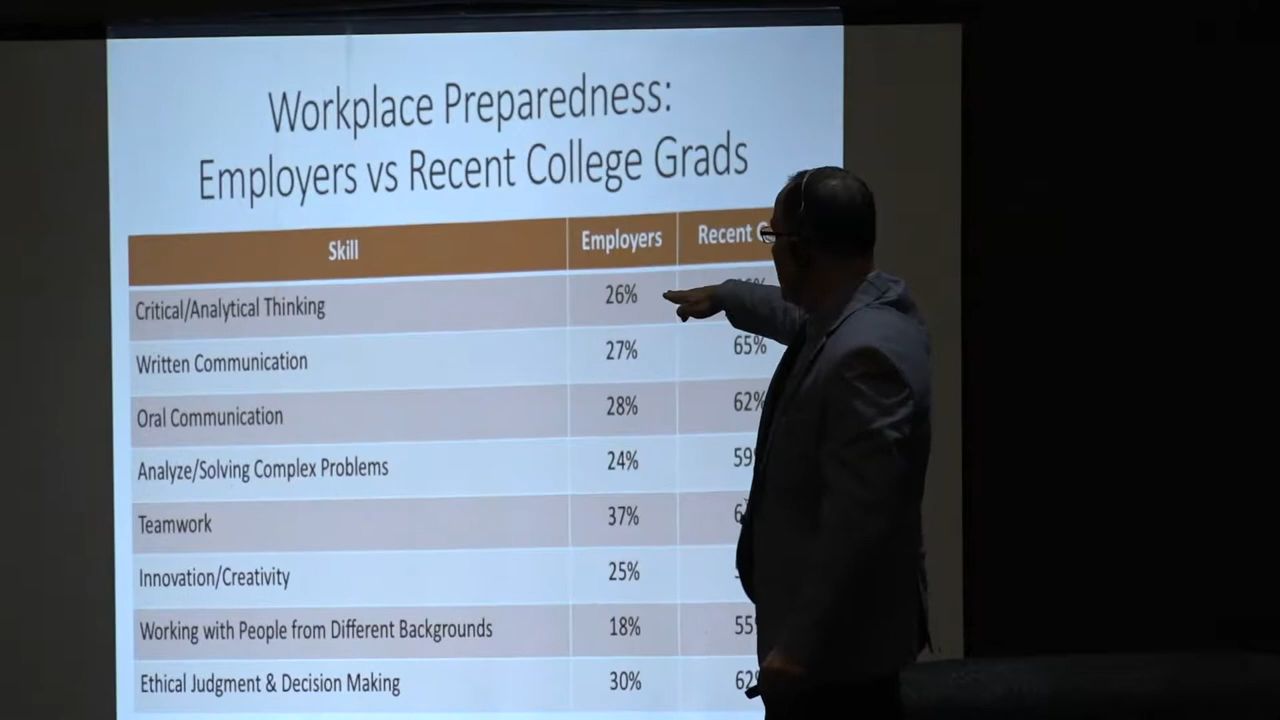 Workplace Preparedness:
Employers vs Recent College Grads
Skill Employers Recent
Critical/Analytical Thinking 26%
Written Communication 27% 65%
Oral Communication 28% 62%
Analyze/Solving Complex Problems 24% 59
Teamwork 37%
Innovation/Creativity 25%
Working with People from Different Backgrounds 18% 55
Ethical Judgment & Decision Making 30% 62